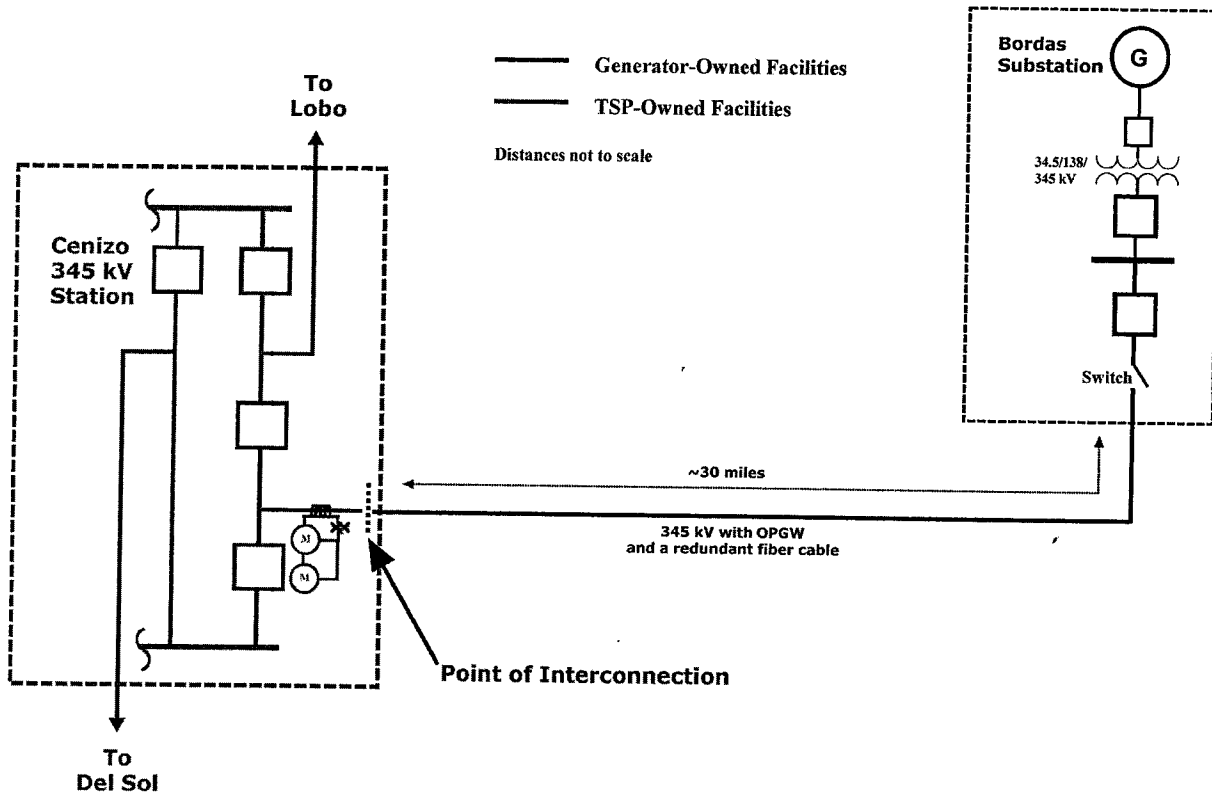 To
Lobo
Generator-Owned Facilities
TSP-Owned Facilities
Distances not to scale
Bordas
Substation
G
34.5/138/
345 kV
Switch
Cenizo
345 kV
Station
M
M
~30 miles
345 kV with OPGW
and a redundant fiber cable
Point of Interconnection
To
Del Sol